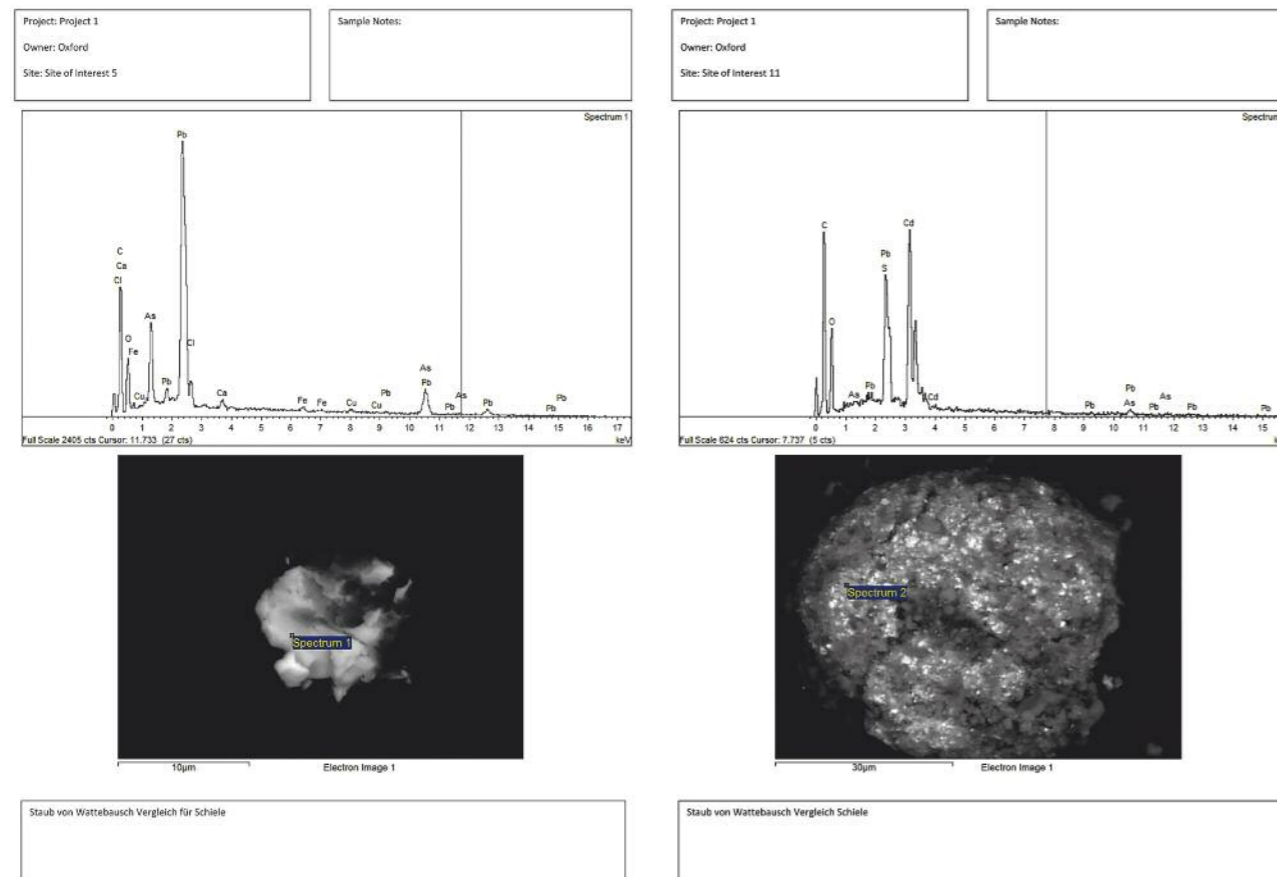 Project: Project 1
Owner: Oxford
Site: Site of Interest 5
Sample Notes:
Spectrum 1
Pb
C
Ca
Cl
As
O
Fe
Cu
Pb
Cl
Ca
Fe
Fe
Cu
Cu
Pb
As
Pb
Pb
As
Pb
Pb
Pb
0 1 2 3 4 5 6 7 8 9 10 11 12 13 14 15 16 17
Full Scale 2405 cts Cursor: 11.733 (27 cts)
keV
Spectrum 1
10µm
Electron Image 1
Staub von Wattebausch Vergleich für Schiele
Project: Project 1
Owner: Oxford
Site: Site of Interest 11
Sample Notes:
Spectrum
C
O
As
Pb
Pb
S
Cd
Cd
Pb
Pb
As
Pb
As
Pb
Pb
0 1 2 3 4 5 6 7 8 9 10 11 12 13 14 15
Full Scale 624 cts Cursor: 7.737 (5 cts)
Spectrum 2
30µm
Electron Image 1
Staub von Wattebausch Vergleich Schiele